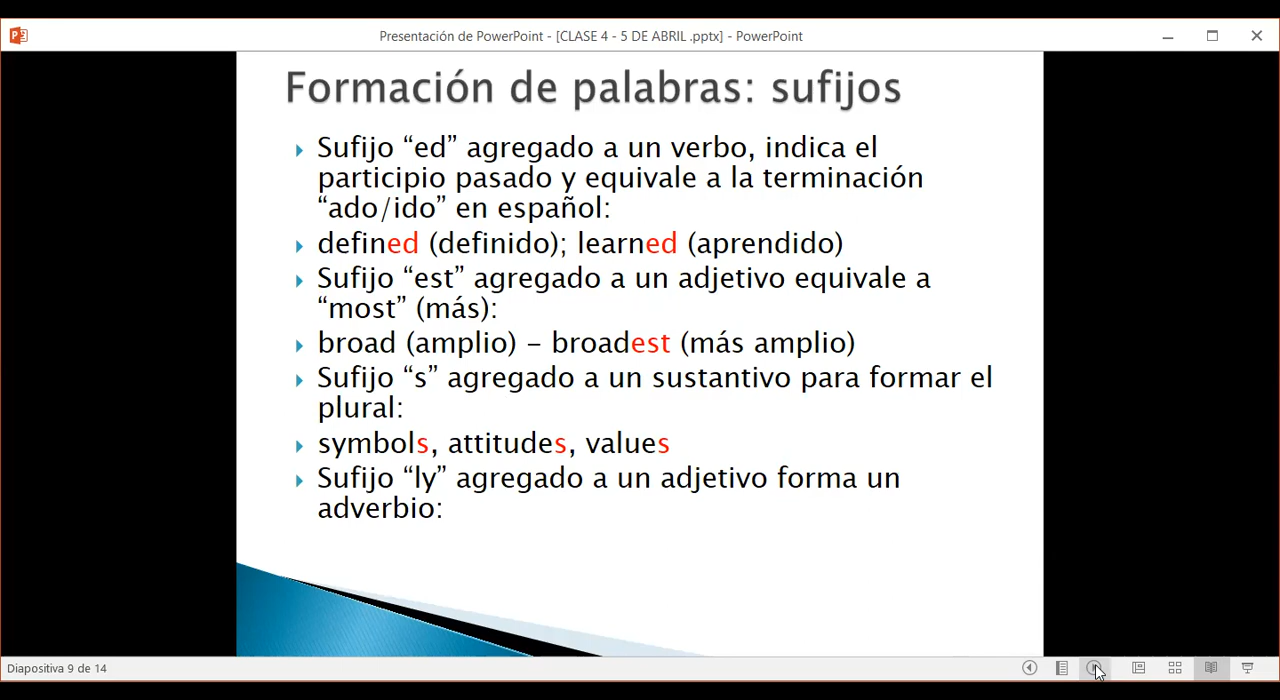 Presentación de PowerPoint - [CLASE 4 - 5 DE ABRIL .pptx] - PowerPoint
Formación de palabras: sufijos
Sufijo “ed” agregado a un verbo, indica el
participio pasado y equivale a la terminación
“ado/ido” en español:
defined (definido); learned (aprendido)
Sufijo “est” agregado a un adjetivo equivale a
“most” (más):
broad (amplio) – broadest (más amplio)
Sufijo “s” agregado a un sustantivo para formar el
plural:
symbols, attitudes, values
Sufijo “ly” agregado a un adjetivo forma un
adverbio:
Diapositiva 9 de 14